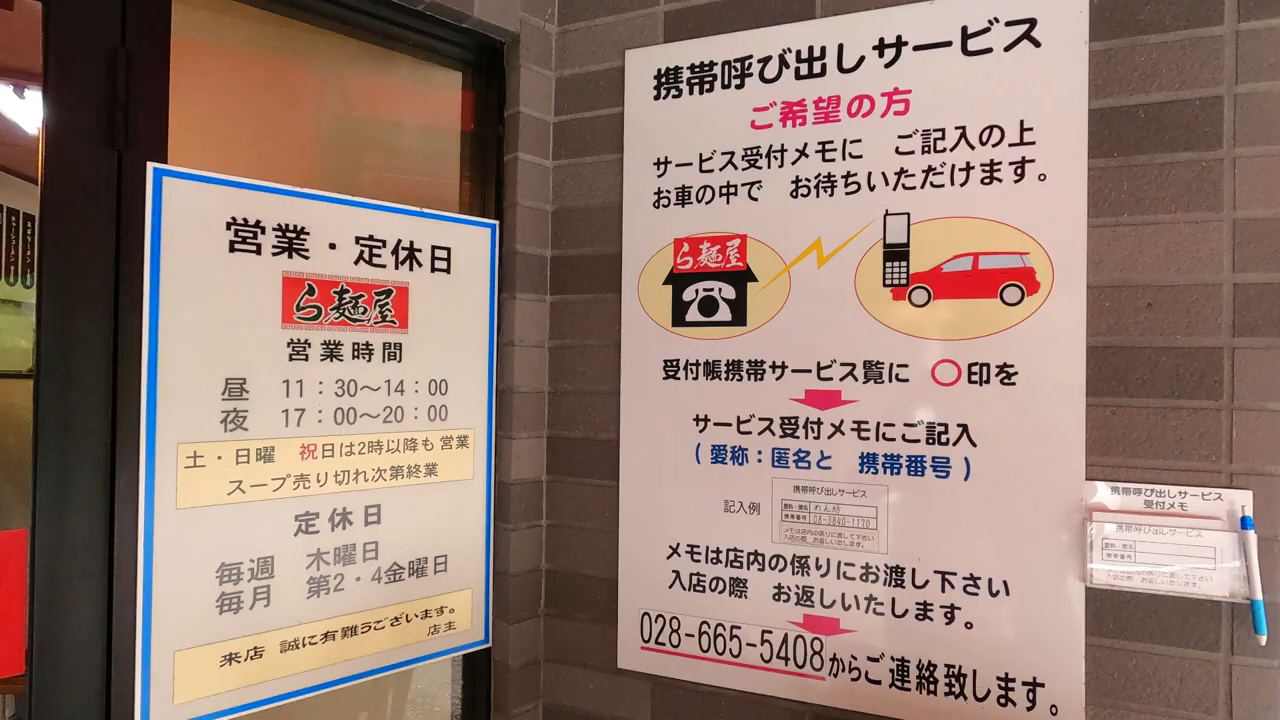 営業・定休日
ら麺屋
営業時間
昼 11：30～14：00
夜 17：00～20：00
土・日曜 祝日は2時以降も営業
スープ売り切れ次第終業
定休日
毎週 木曜日
毎月 第2・4金曜日
来店 誠に有難うございます。
店主
携帯呼び出しサービス
ご希望の方
サービス受付メモに ご記入の上
お車の中で お待ちいただけます。
ら麺屋
受付帳携帯サービス覧に ○印を
サービス受付メモにご記入
(愛称：匿名と 携帯番号)
記入例
携帯呼び出しサービス
愛称・匿名 めん坊
携帯番号 08-3840-1170
メモは店内の係りに渡して下さい
入店の際、お返しいたします。
メモは店内の係りにお渡し下さい
入店の際 お返しいたします。
028-665-5408からご連絡致します。
携帯呼び出しサービス
受付メモ
携帯呼び出しサービス
愛称・匿名
携帯番号